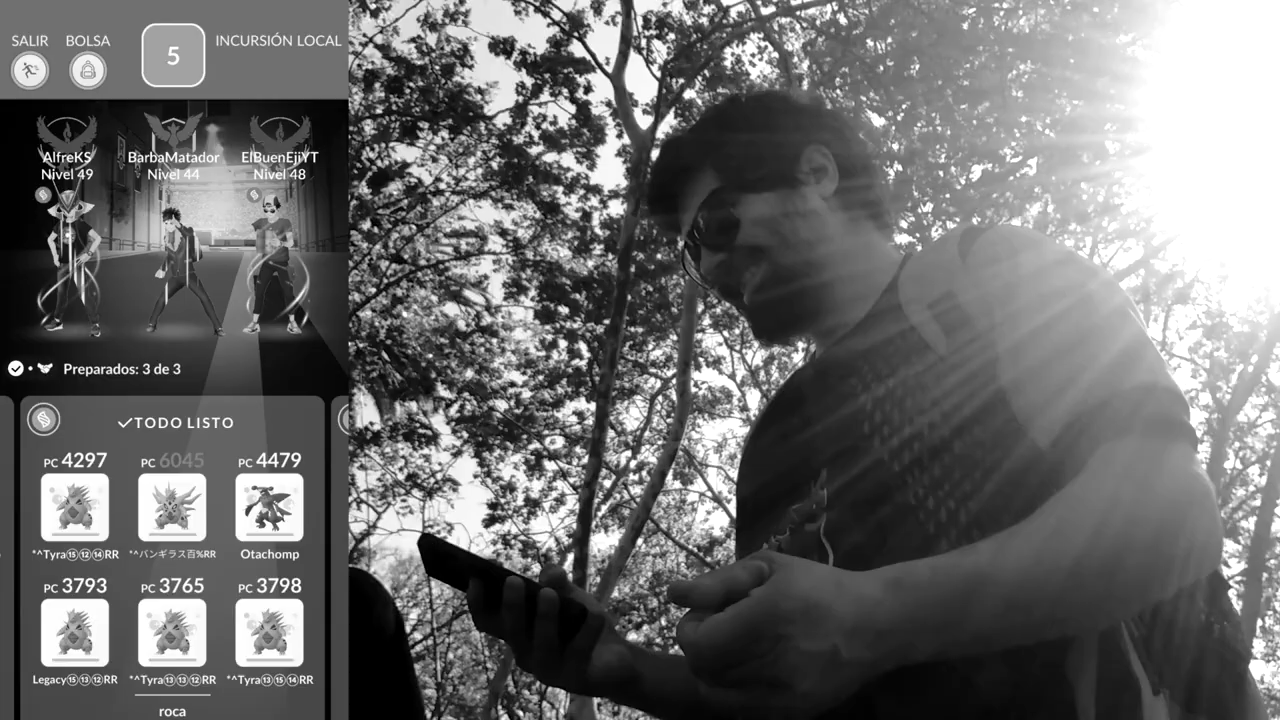 SALIR BOLSA 5 INCURSIÓN LOCAL
AlfreKS BarbaMatador ElBuenEjiYT
Nivel 49 Nivel 44 Nivel 48
Preparados: 3 de 3
TODO LISTO
PC 4297 PC 6045 PC 4479
*^Tyra⑮⑫⑭RR *^バンギラス百%RR Otachomp
PC 3793 PC 3765 PC 3798
Legacy⑮⑬⑫RR *^Tyra⑬⑬⑫RR *^Tyra⑬⑮⑭RR
roca